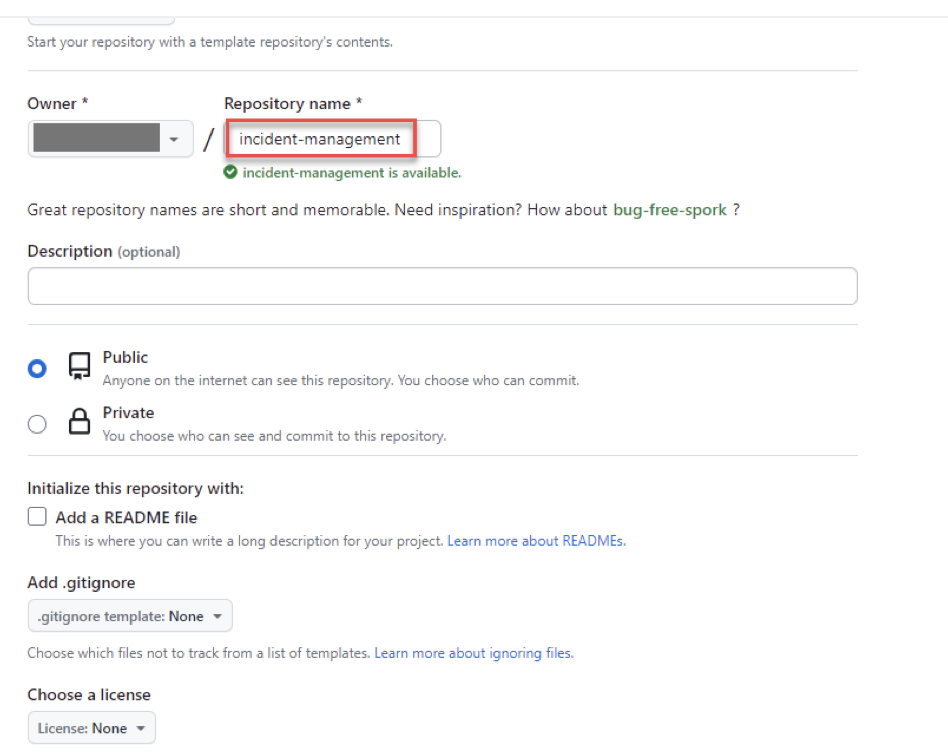 Start your repository with a template repository's contents.
Owner *
Repository name *
/
incident-management
incident-management is available.
Great repository names are short and memorable. Need inspiration? How about bug-free-spork ?
Description (optional)
Public
Anyone on the internet can see this repository. You choose who can commit.
Private
You choose who can see and commit to this repository.
Initialize this repository with:
Add a README file
This is where you can write a long description for your project. Learn more about READMEs.
Add .gitignore
.gitignore template: None
Choose which files not to track from a list of templates. Learn more about ignoring files.
Choose a license
License: None